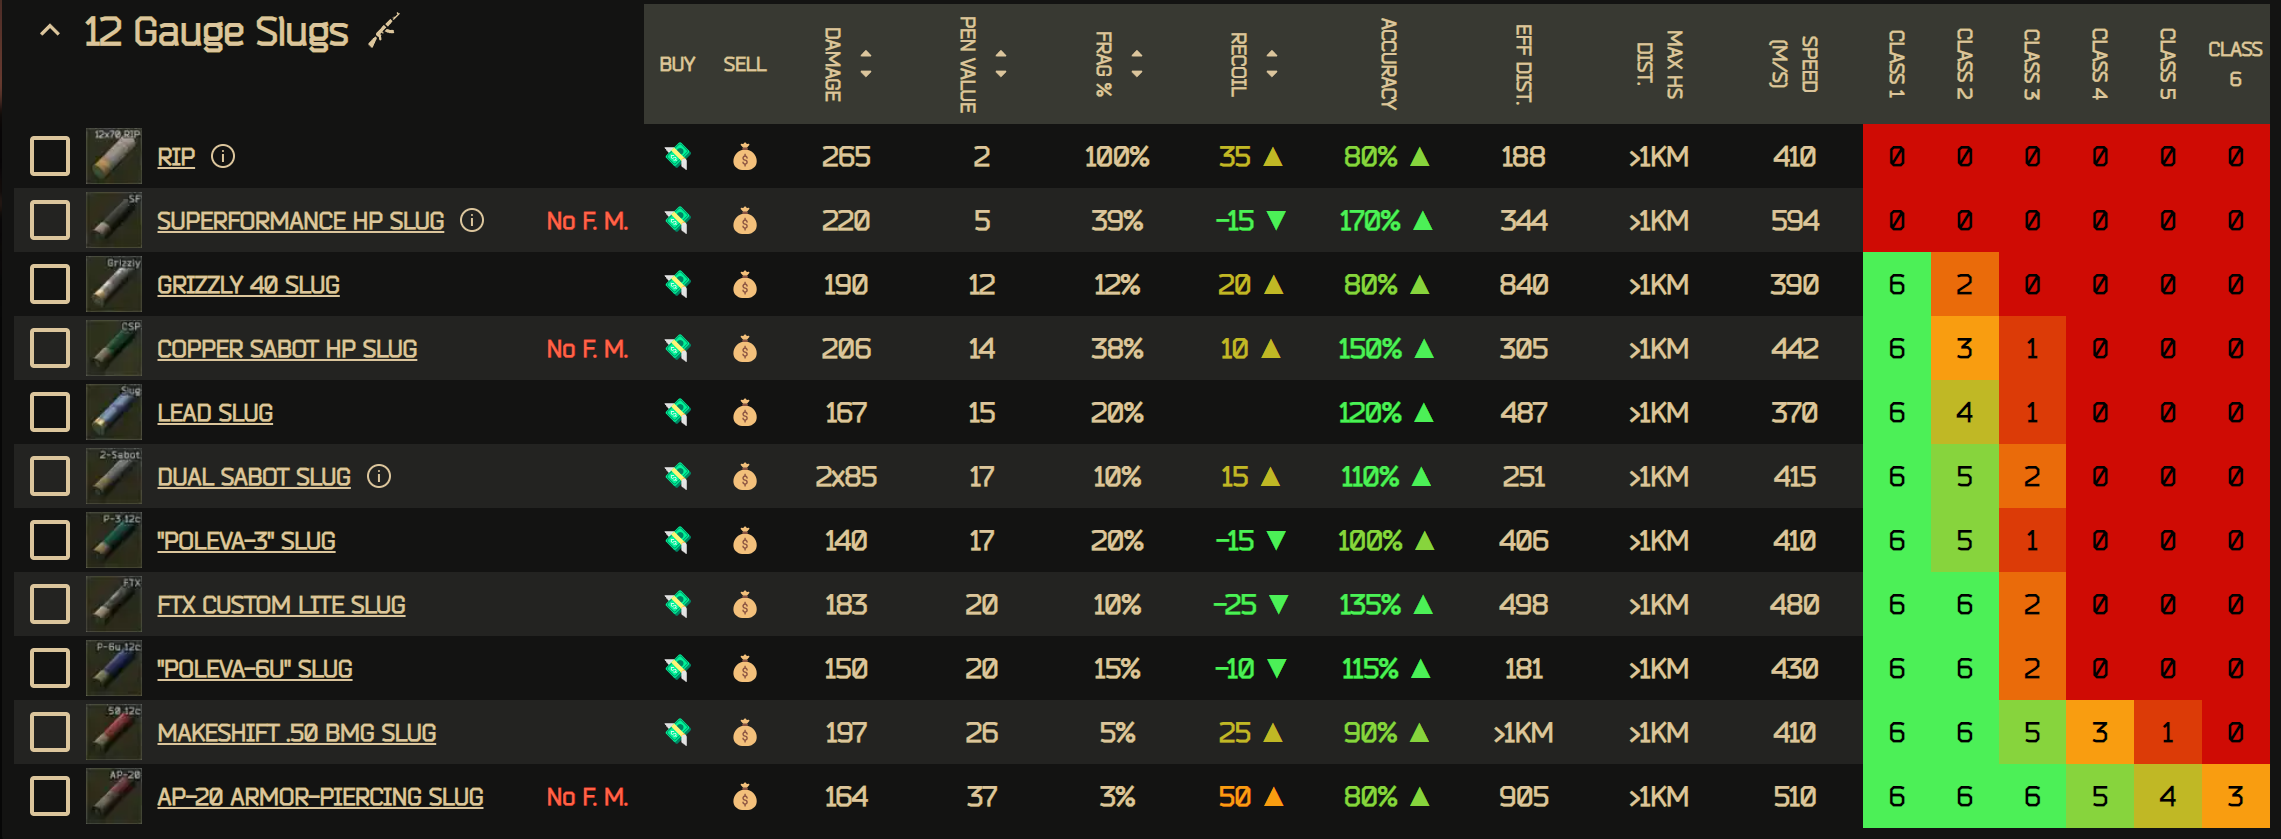 12 Gauge Slugs
BUY SELL DAMAGE PEN VALUE FRAG % RECOIL ACCURACY EFF DIST. MAX HS DIST. SPEED (M/S) CLASS 1 CLASS 2 CLASS 3 CLASS 4 CLASS 5 CLASS 6
12x70 RIP
RIP 265 2 100% 35 80% 188 >1KM 410 0 0 0 0 0 0
SF
SUPERFORMANCE HP SLUG No F. M. 220 5 39% -15 170% 344 >1KM 594 0 0 0 0 0 0
Grizzly
GRIZZLY 40 SLUG 190 12 12% 20 80% 840 >1KM 390 6 2 0 0 0 0
CSP
COPPER SABOT HP SLUG No F. M. 206 14 38% 10 150% 305 >1KM 442 6 3 1 0 0 0
Slug
LEAD SLUG 167 15 20% 120% 487 >1KM 370 6 4 1 0 0 0
2-Sabot
DUAL SABOT SLUG 2x85 17 10% 15 110% 251 >1KM 415 6 5 2 0 0 0
P-3 12c
"POLEVA-3" SLUG 140 17 20% -15 100% 406 >1KM 410 6 5 1 0 0 0
FTX
FTX CUSTOM LITE SLUG 183 20 10% -25 135% 498 >1KM 480 6 6 2 0 0 0
P-6u 12c
"POLEVA-6U" SLUG 150 20 15% -10 115% 181 >1KM 430 6 6 2 0 0 0
50 12c
MAKESHIFT .50 BMG SLUG 197 26 5% 25 90% >1KM >1KM 410 6 6 5 3 1 0
AP-20
AP-20 ARMOR-PIERCING SLUG No F. M. 164 37 3% 50 80% 905 >1KM 510 6 6 6 5 4 3